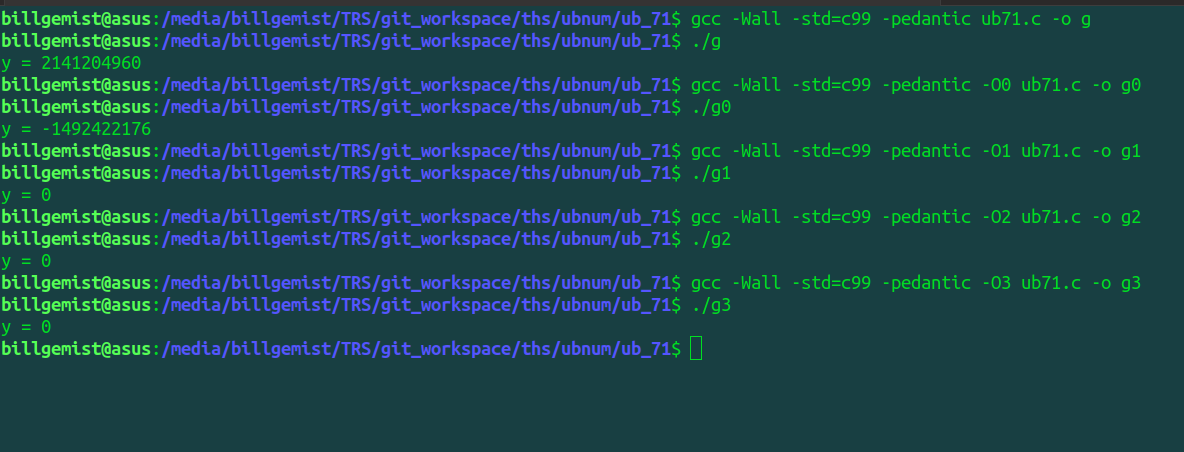 billgemist@asus:/media/billgemist/TRS/git_workspace/ths/ubnum/ub_71$ gcc -Wall -std=c99 -pedantic ub71.c -o g
billgemist@asus:/media/billgemist/TRS/git_workspace/ths/ubnum/ub_71$ ./g
y = 2141204960
billgemist@asus:/media/billgemist/TRS/git_workspace/ths/ubnum/ub_71$ gcc -Wall -std=c99 -pedantic -O0 ub71.c -o g0
billgemist@asus:/media/billgemist/TRS/git_workspace/ths/ubnum/ub_71$ ./g0
y = -1492422176
billgemist@asus:/media/billgemist/TRS/git_workspace/ths/ubnum/ub_71$ gcc -Wall -std=c99 -pedantic -O1 ub71.c -o g1
billgemist@asus:/media/billgemist/TRS/git_workspace/ths/ubnum/ub_71$ ./g1
y = 0
billgemist@asus:/media/billgemist/TRS/git_workspace/ths/ubnum/ub_71$ gcc -Wall -std=c99 -pedantic -O2 ub71.c -o g2
billgemist@asus:/media/billgemist/TRS/git_workspace/ths/ubnum/ub_71$ ./g2
y = 0
billgemist@asus:/media/billgemist/TRS/git_workspace/ths/ubnum/ub_71$ gcc -Wall -std=c99 -pedantic -O3 ub71.c -o g3
billgemist@asus:/media/billgemist/TRS/git_workspace/ths/ubnum/ub_71$ ./g3
y = 0
billgemist@asus:/media/billgemist/TRS/git_workspace/ths/ubnum/ub_71$